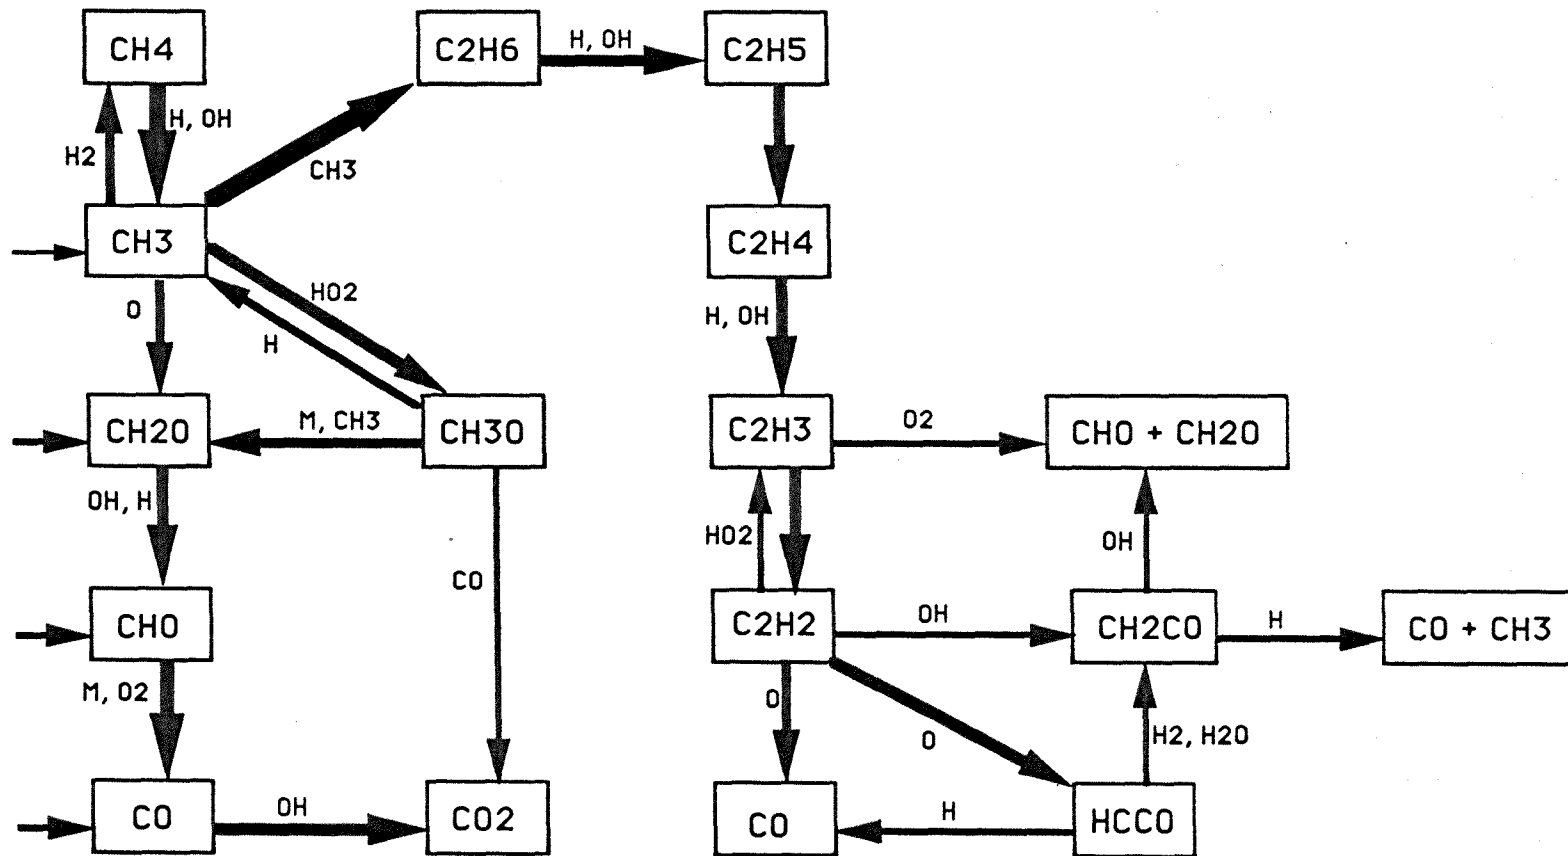 CH4
C2H6
H, OH
C2H5
H, OH
H2
CH3
CH3
C2H4
O
HO2
H
H, OH
CH2O
M, CH3
CH3O
C2H3
O2
CHO + CH2O
OH, H
HO2
OH
CO
CHO
C2H2
OH
CH2CO
H
CO + CH3
M, O2
O
O
H2, H2O
CO
OH
CO2
CO
H
HCCO